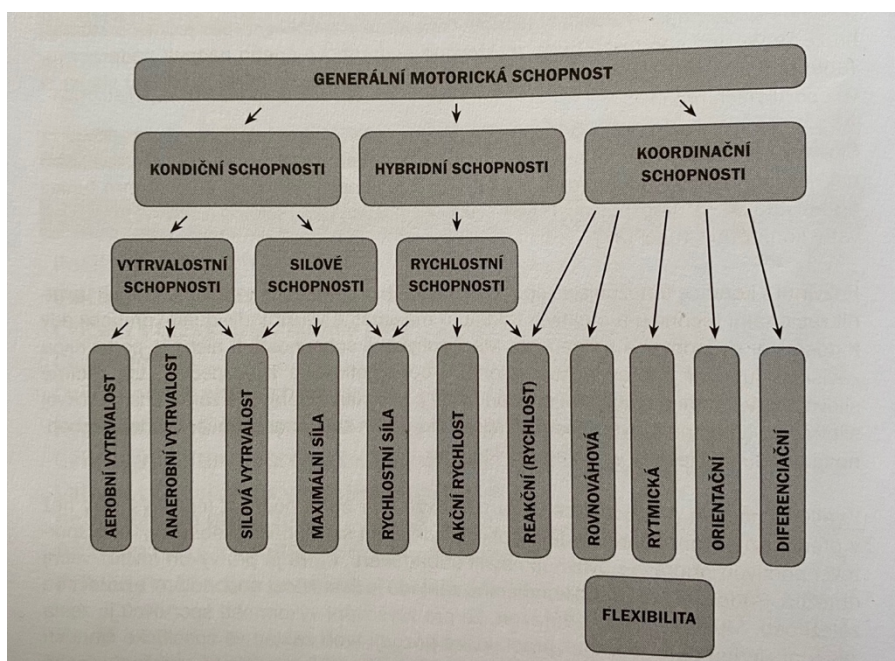 GENERÁLNÍ MOTORICKÁ SCHOPNOST
KONDIČNÍ SCHOPNOSTI
HYBRIDNÍ SCHOPNOSTI
KOORDINAČNÍ
SCHOPNOSTI
VYTRVALOSTNÍ
SCHOPNOSTI
SILOVÉ
SCHOPNOSTI
RYCHLOSTNÍ
SCHOPNOSTI
AEROBNÍ VYTRVALOST
ANAEROBNÍ VYTRVALOST
SILOVÁ VYTRVALOST
MAXIMÁLNÍ SÍLA
RYCHLOSTNÍ SÍLA
AKČNÍ RYCHLOST
REAKČNÍ (RYCHLOST)
ROVNOVÁHOVÁ
RYTMICKÁ
ORIENTAČNÍ
DIFERENCIAČNÍ
FLEXIBILITA